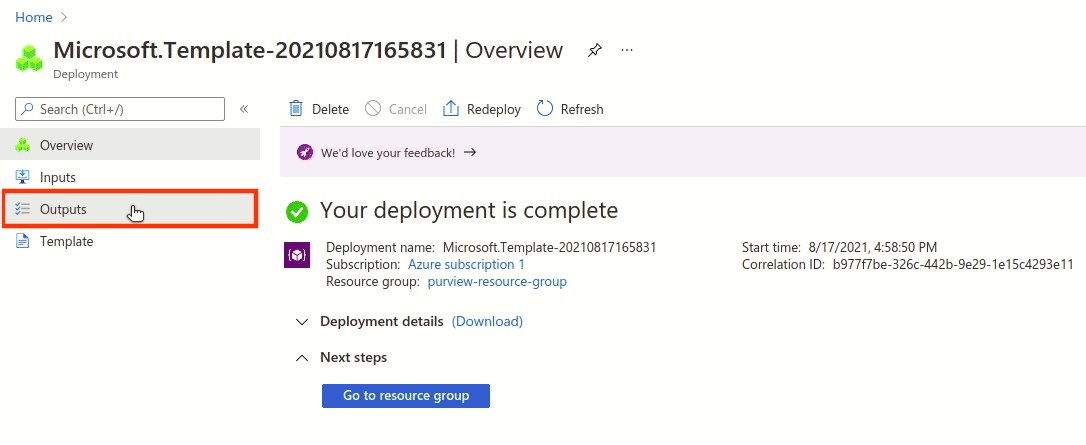 Home
Microsoft.Template-20210817165831 | Overview
Deployment
Search (Ctrl+/)
Delete Cancel Redeploy Refresh
Overview
Inputs
Outputs
Template
We'd love your feedback!
Your deployment is complete
Deployment name: Microsoft.Template-20210817165831
Subscription: Azure subscription 1
Resource group: purview-resource-group
Start time: 8/17/2021, 4:58:50 PM
Correlation ID: b977f7be-326c-442b-9e29-1e15c4293e11
Deployment details (Download)
Next steps
Go to resource group